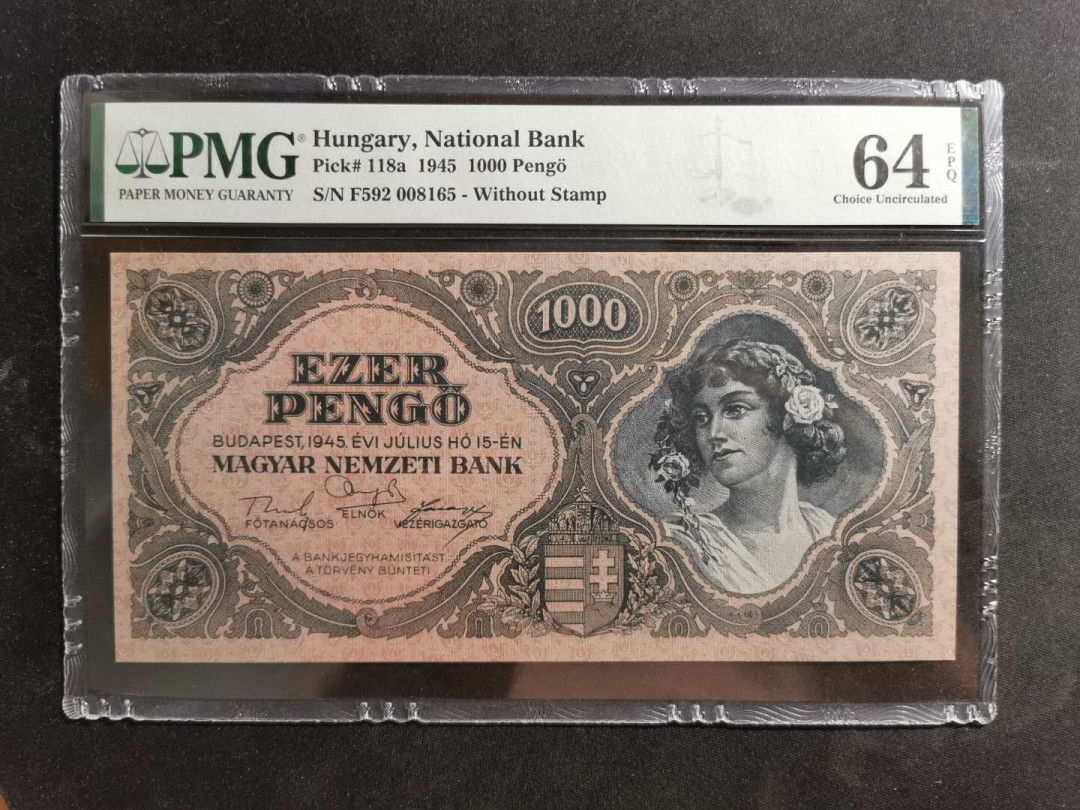 PMG®
PAPER MONEY GUARANTY
Hungary, National Bank
Pick# 118a 1945 1000 Pengö
S/N F592 008165 - Without Stamp
64 EPQ
Choice Uncirculated
1000
EZER
PENGŐ
BUDAPEST, 1945. ÉVI JÚLIUS HÓ 15-ÉN
MAGYAR NEMZETI BANK
FŐTANÁCSOS ELNÖK VEZÉRIGAZGATÓ
A BANKJEGYHAMISITÁST
A TÖRVÉNY BÜNTETI